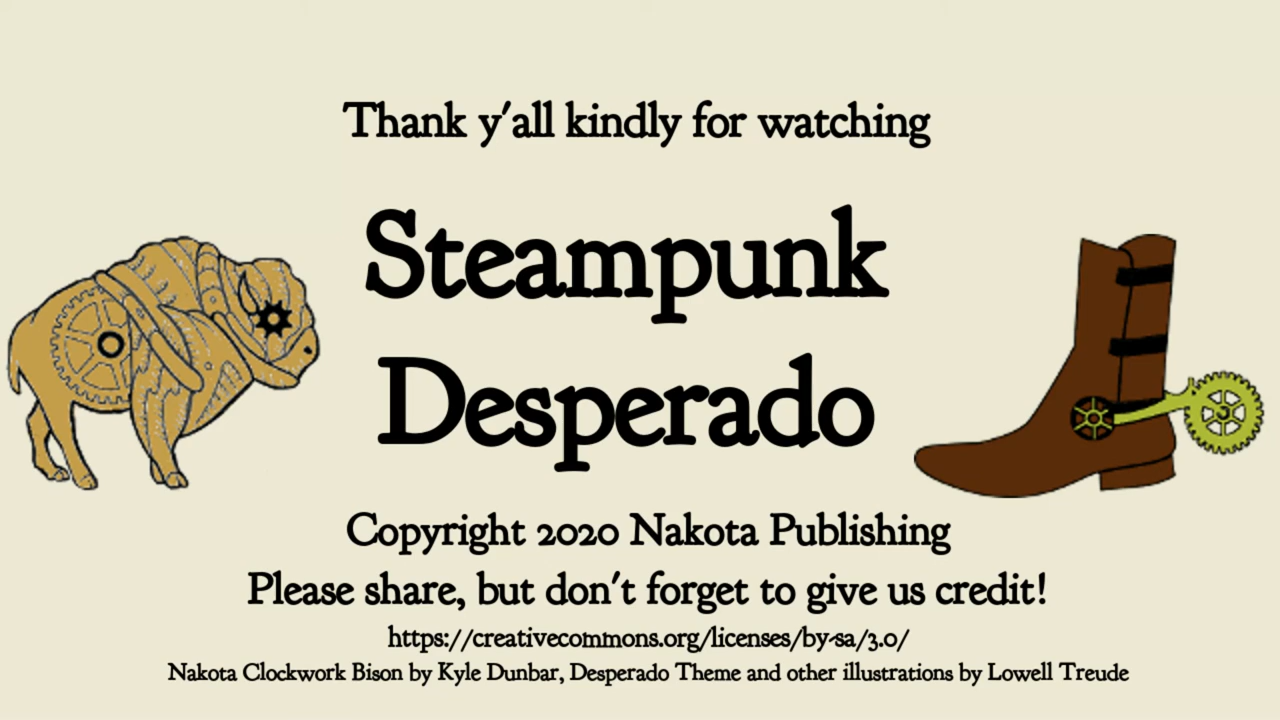 Thank y'all kindly for watching
Steampunk
Desperado
Copyright 2020 Nakota Publishing
Please share, but don't forget to give us credit!
https://creativecommons.org/licenses/by-sa/3.0/
Nakota Clockwork Bison by Kyle Dunbar, Desperado Theme and other illustrations by Lowell Treude